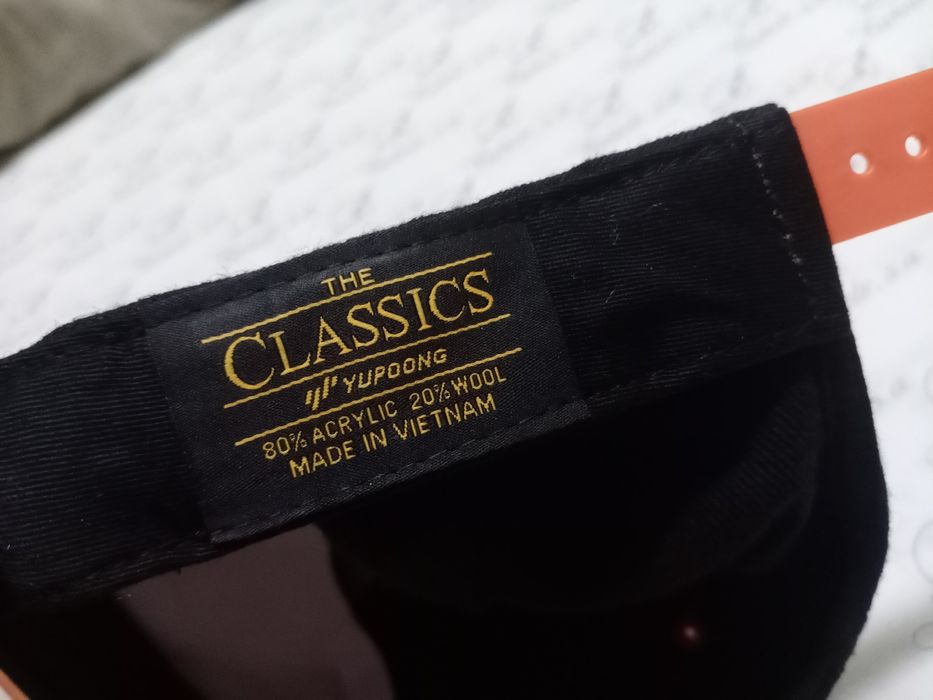 THE
CLASSICS
YUPOONG
80% ACRYLIC 20% WOOL
MADE IN VIETNAM